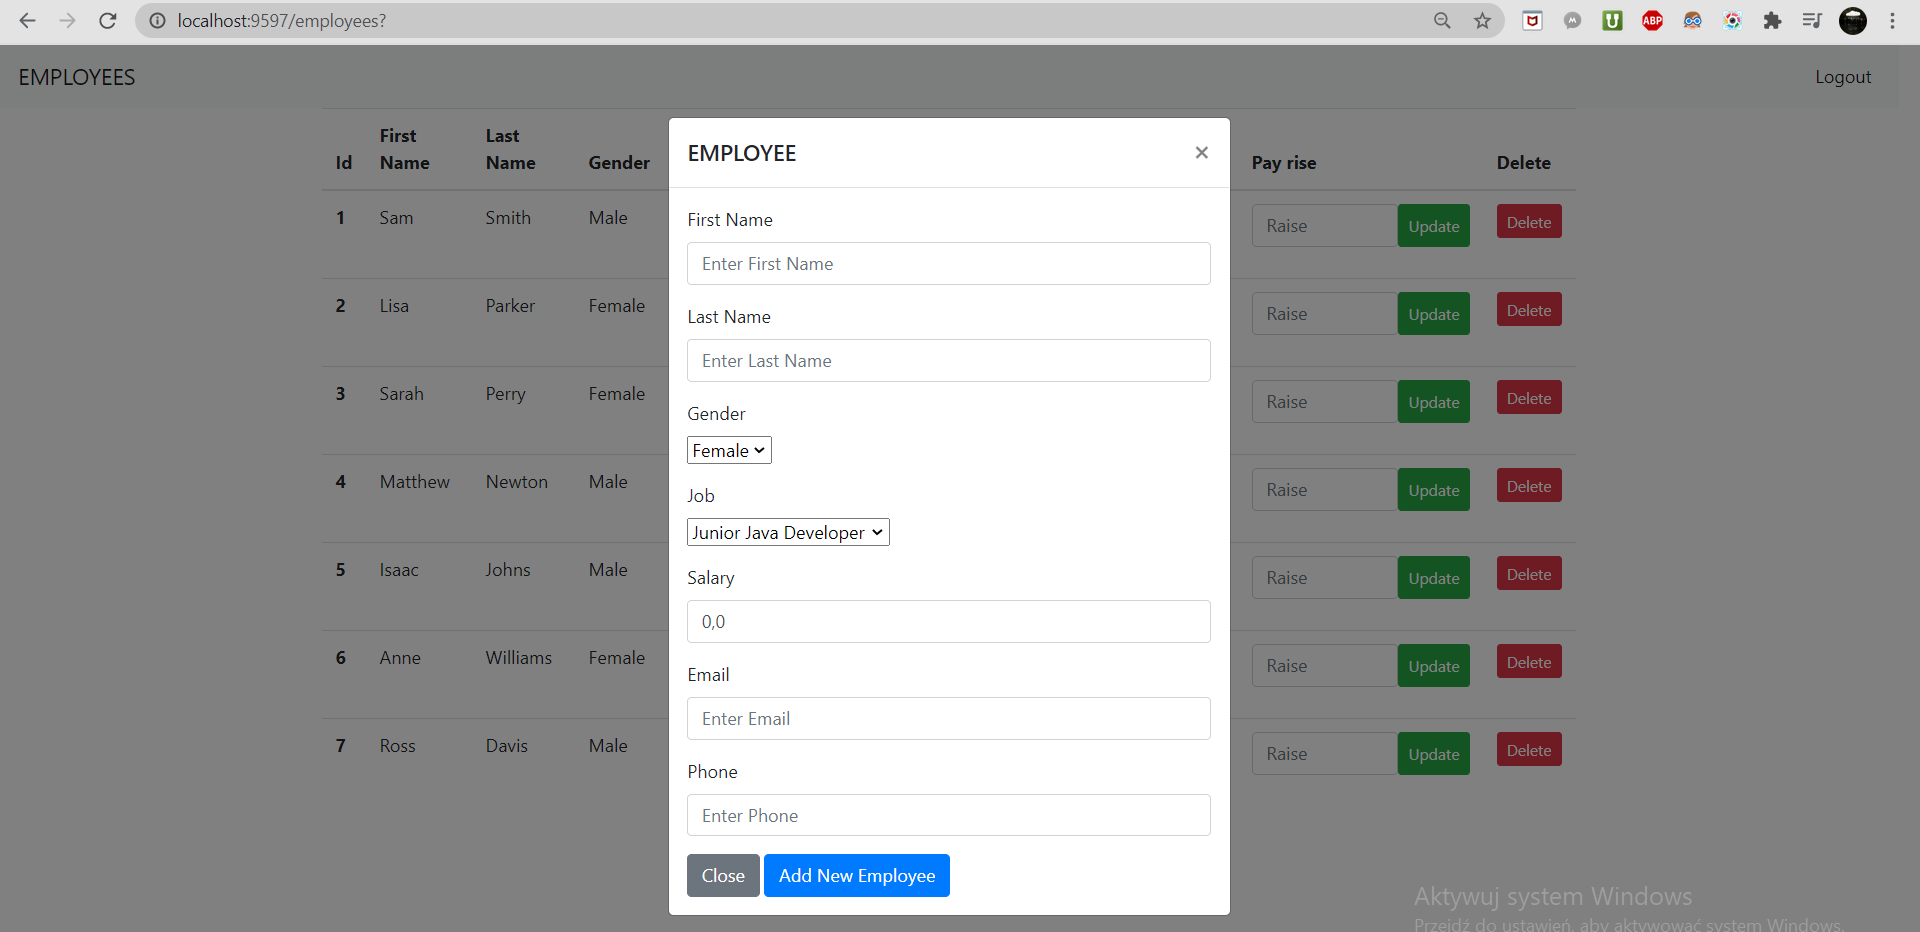 localhost:9597/employees?
ABP
EMPLOYEES
Logout
Id First Name Last Name Gender Pay rise Delete
1 Sam Smith Male Raise Update Delete
2 Lisa Parker Female Raise Update Delete
3 Sarah Perry Female Raise Update Delete
4 Matthew Newton Male Raise Update Delete
5 Isaac Johns Male Raise Update Delete
6 Anne Williams Female Raise Update Delete
7 Ross Davis Male Raise Update Delete
EMPLOYEE ×
First Name
Enter First Name
Last Name
Enter Last Name
Gender
Female
Job
Junior Java Developer
Salary
0,0
Email
Enter Email
Phone
Enter Phone
Close Add New Employee
Aktywuj system Windows
Przejdź do ustawień, aby aktywować system Windows.